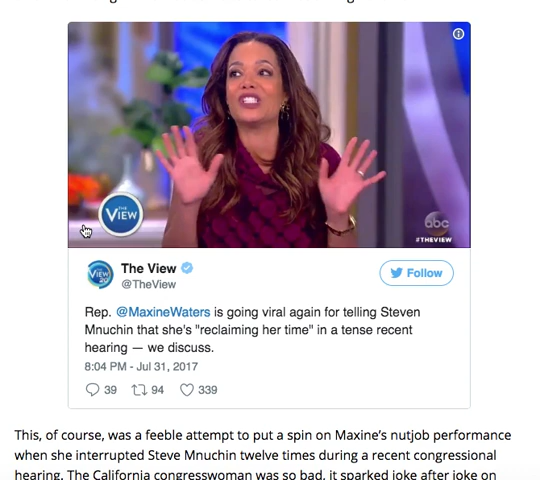 THE
VIEW
abc
#THEVIEW
The View
Follow
@TheView
Rep. @MaxineWaters is going viral again for telling Steven
Mnuchin that she's "reclaiming her time" in a tense recent
hearing — we discuss.
8:04 PM - Jul 31, 2017
39 94 339
This, of course, was a feeble attempt to put a spin on Maxine's nutjob performance
when she interrupted Steve Mnuchin twelve times during a recent congressional
hearing. The California congresswoman was so bad, it sparked joke after joke on